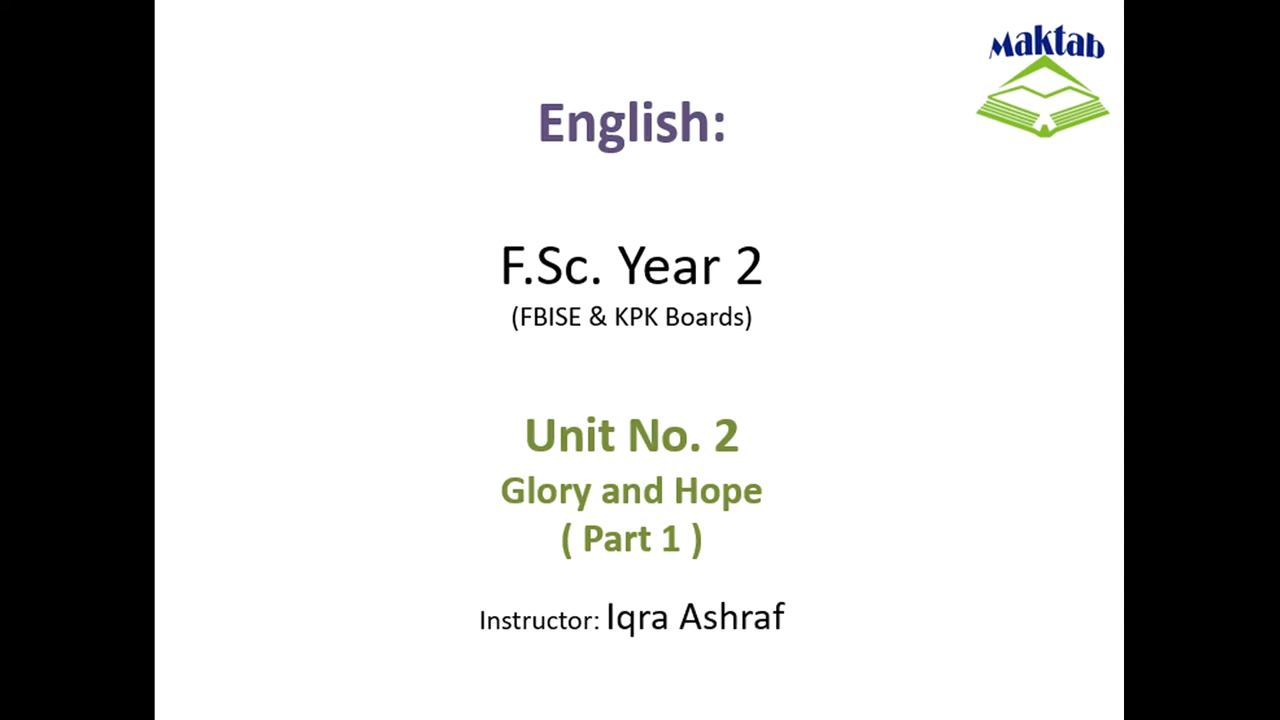 Maktab
English:
F.Sc. Year 2
(FBISE & KPK Boards)
Unit No. 2
Glory and Hope
( Part 1 )
Instructor: Iqra Ashraf